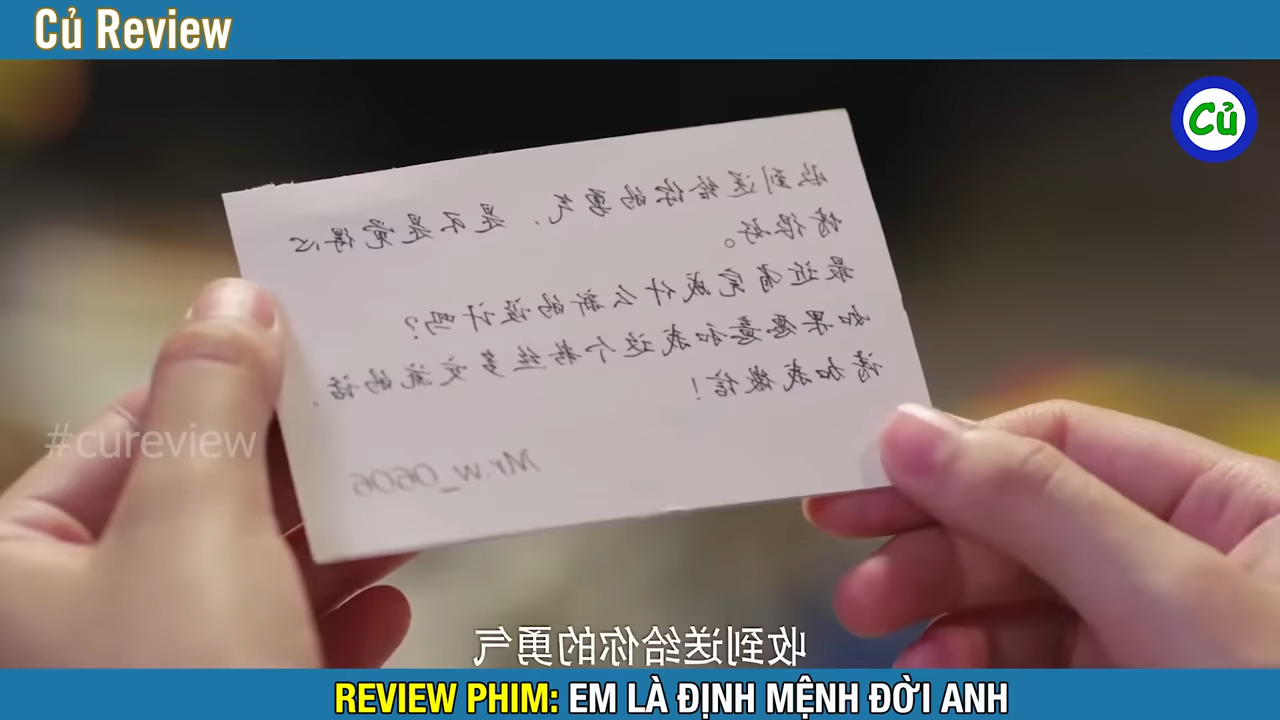 Củ Review
Củ
收到送给你的勇气，是不是觉得心
情很好。
最近有完成什么新的设计吗？
如果愿意和我这个粉丝多交流的话，
请加我微信！
Mr.w_0606
#cureview
收到送给你的勇气
REVIEW PHIM: EM LÀ ĐỊNH MỆNH ĐỜI ANH